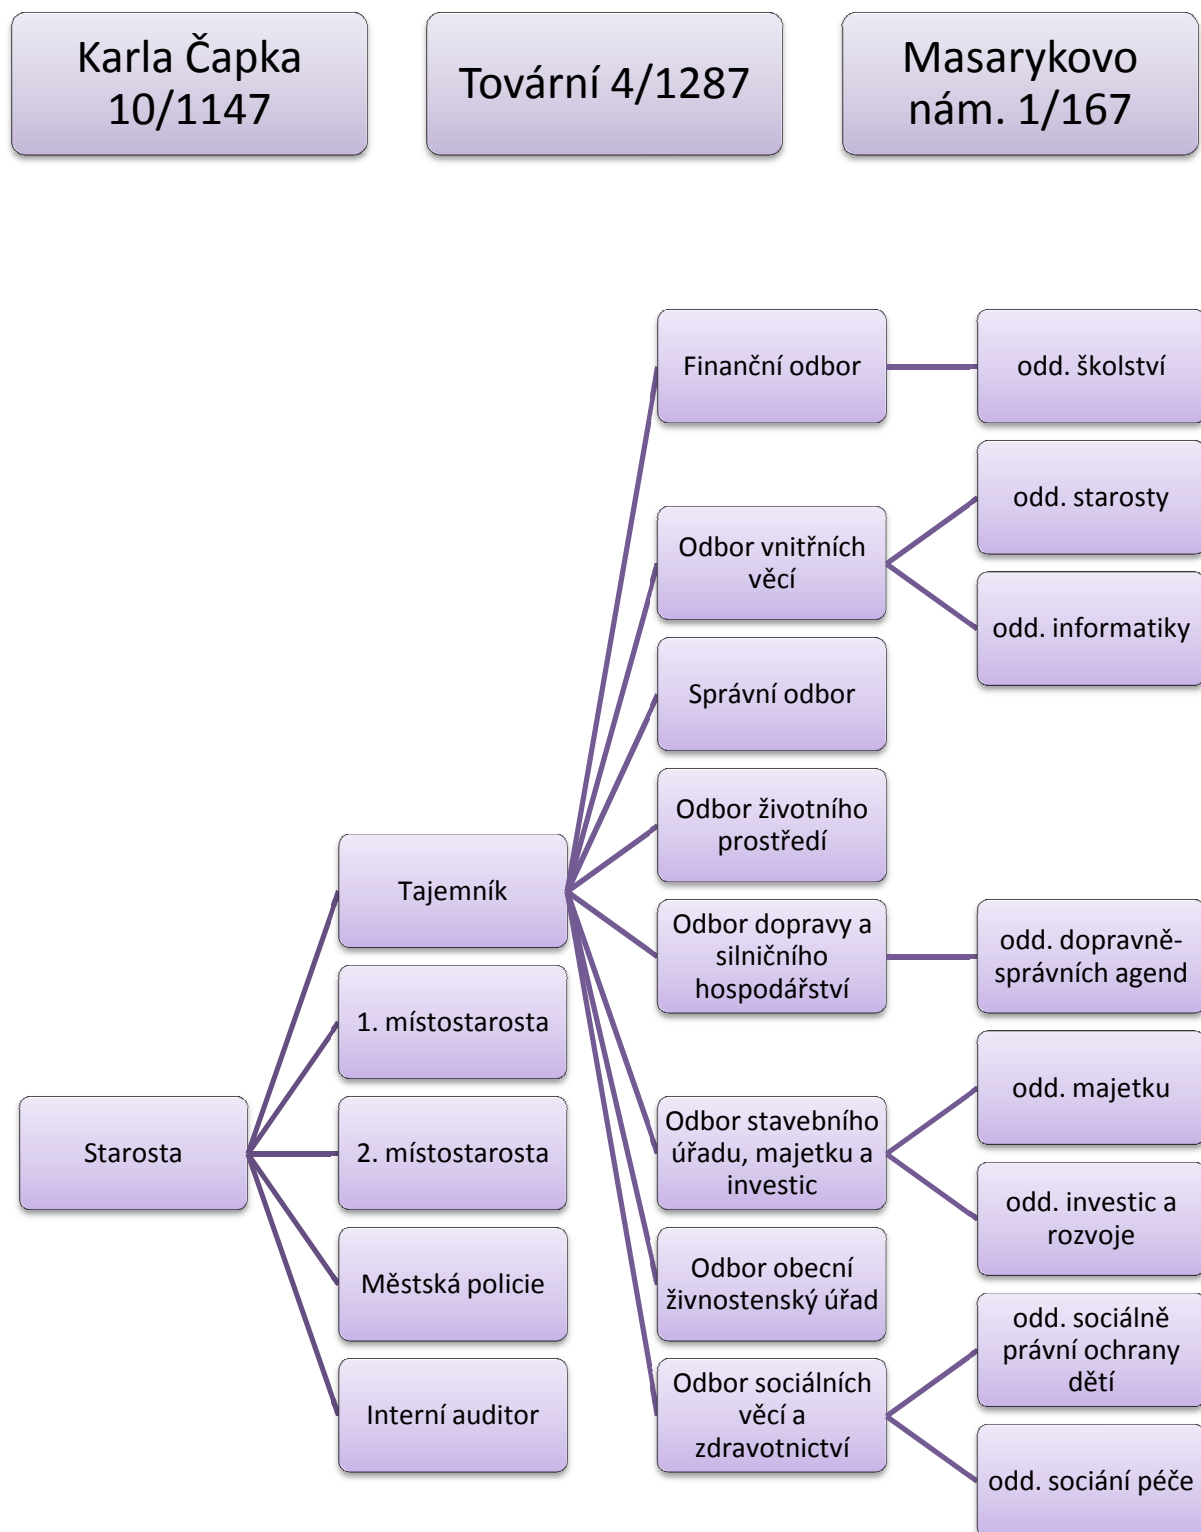 Karla Čapka
10/1147
Tovární 4/1287
Masarykovo
nám. 1/167
Finanční odbor
odd. školství
odd. starosty
Odbor vnitřních
věcí
odd. informatiky
Správní odbor
Odbor životního
prostředí
Tajemník
Odbor dopravy a
silničního
hospodářství
odd. dopravně-
správních agend
1. místostarosta
odd. majetku
Starosta
2. místostarosta
Odbor stavebního
úřadu, majetku a
investic
odd. investic a
rozvoje
Městská policie
Odbor obecní
živnostenský úřad
odd. sociálně
právní ochrany
dětí
Interní auditor
Odbor sociálních
věcí a
zdravotnictví
odd. sociání péče